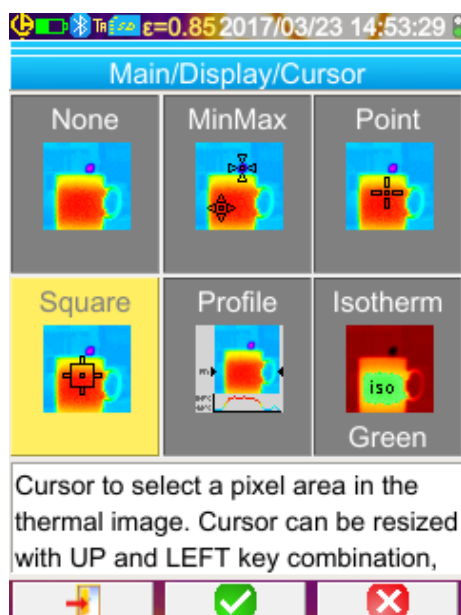 ε=0.85 2017/03/23 14:53:29
Main/Display/Cursor
None MinMax Point
Square Profile Isotherm
iso
Green
Cursor to select a pixel area in the
thermal image. Cursor can be resized
with UP and LEFT key combination,